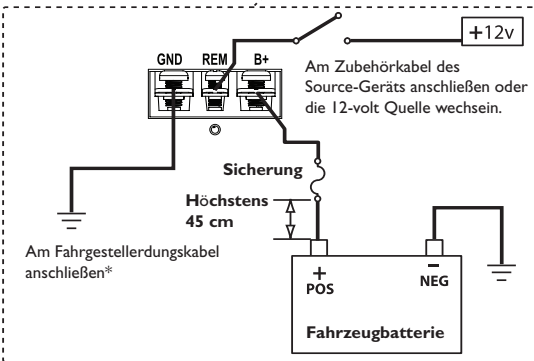 +12v
GND REM B+
Am Zubehörkabel des
Source-Geräts anschließen oder
die 12-volt Quelle wechsein.
Sicherung
Höchstens
45 cm
Am Fahrgestellerdungskabel
anschließen*
+ −
POS NEG
Fahrzeugbatterie